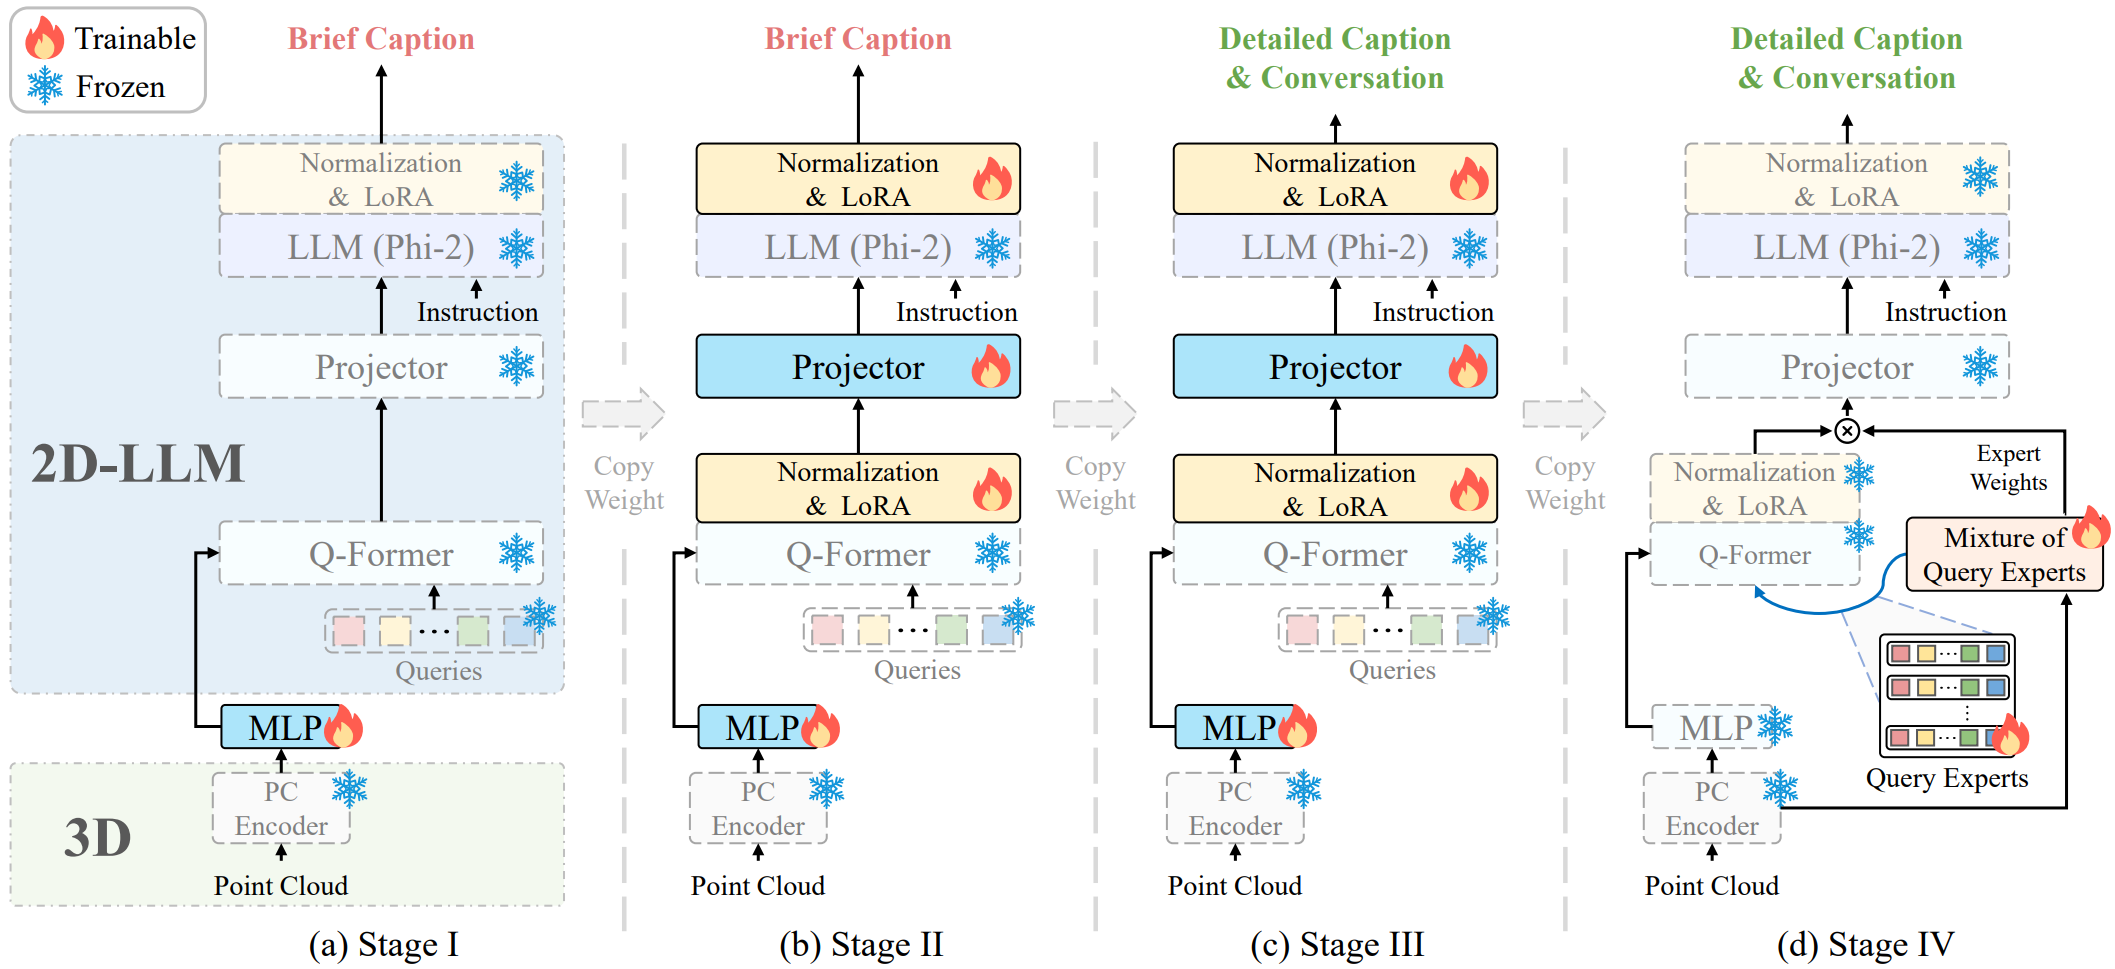 Trainable
Frozen
Brief Caption
Normalization
& LoRA
LLM (Phi-2)
Instruction
Projector
2D-LLM
Q-Former
Queries
MLP
PC
Encoder
3D
Point Cloud
(a) Stage I
Copy
Weight
Brief Caption
Normalization
& LoRA
LLM (Phi-2)
Instruction
Projector
Normalization
& LoRA
Q-Former
Queries
MLP
PC
Encoder
Point Cloud
(b) Stage II
Copy
Weight
Detailed Caption
& Conversation
Normalization
& LoRA
LLM (Phi-2)
Instruction
Projector
Normalization
& LoRA
Q-Former
Queries
MLP
PC
Encoder
Point Cloud
(c) Stage III
Copy
Weight
Detailed Caption
& Conversation
Normalization
& LoRA
LLM (Phi-2)
Instruction
Projector
Expert
Weights
Normalization
& LoRA
Q-Former
Mixture of
Query Experts
MLP
Query Experts
PC
Encoder
Point Cloud
(d) Stage IV